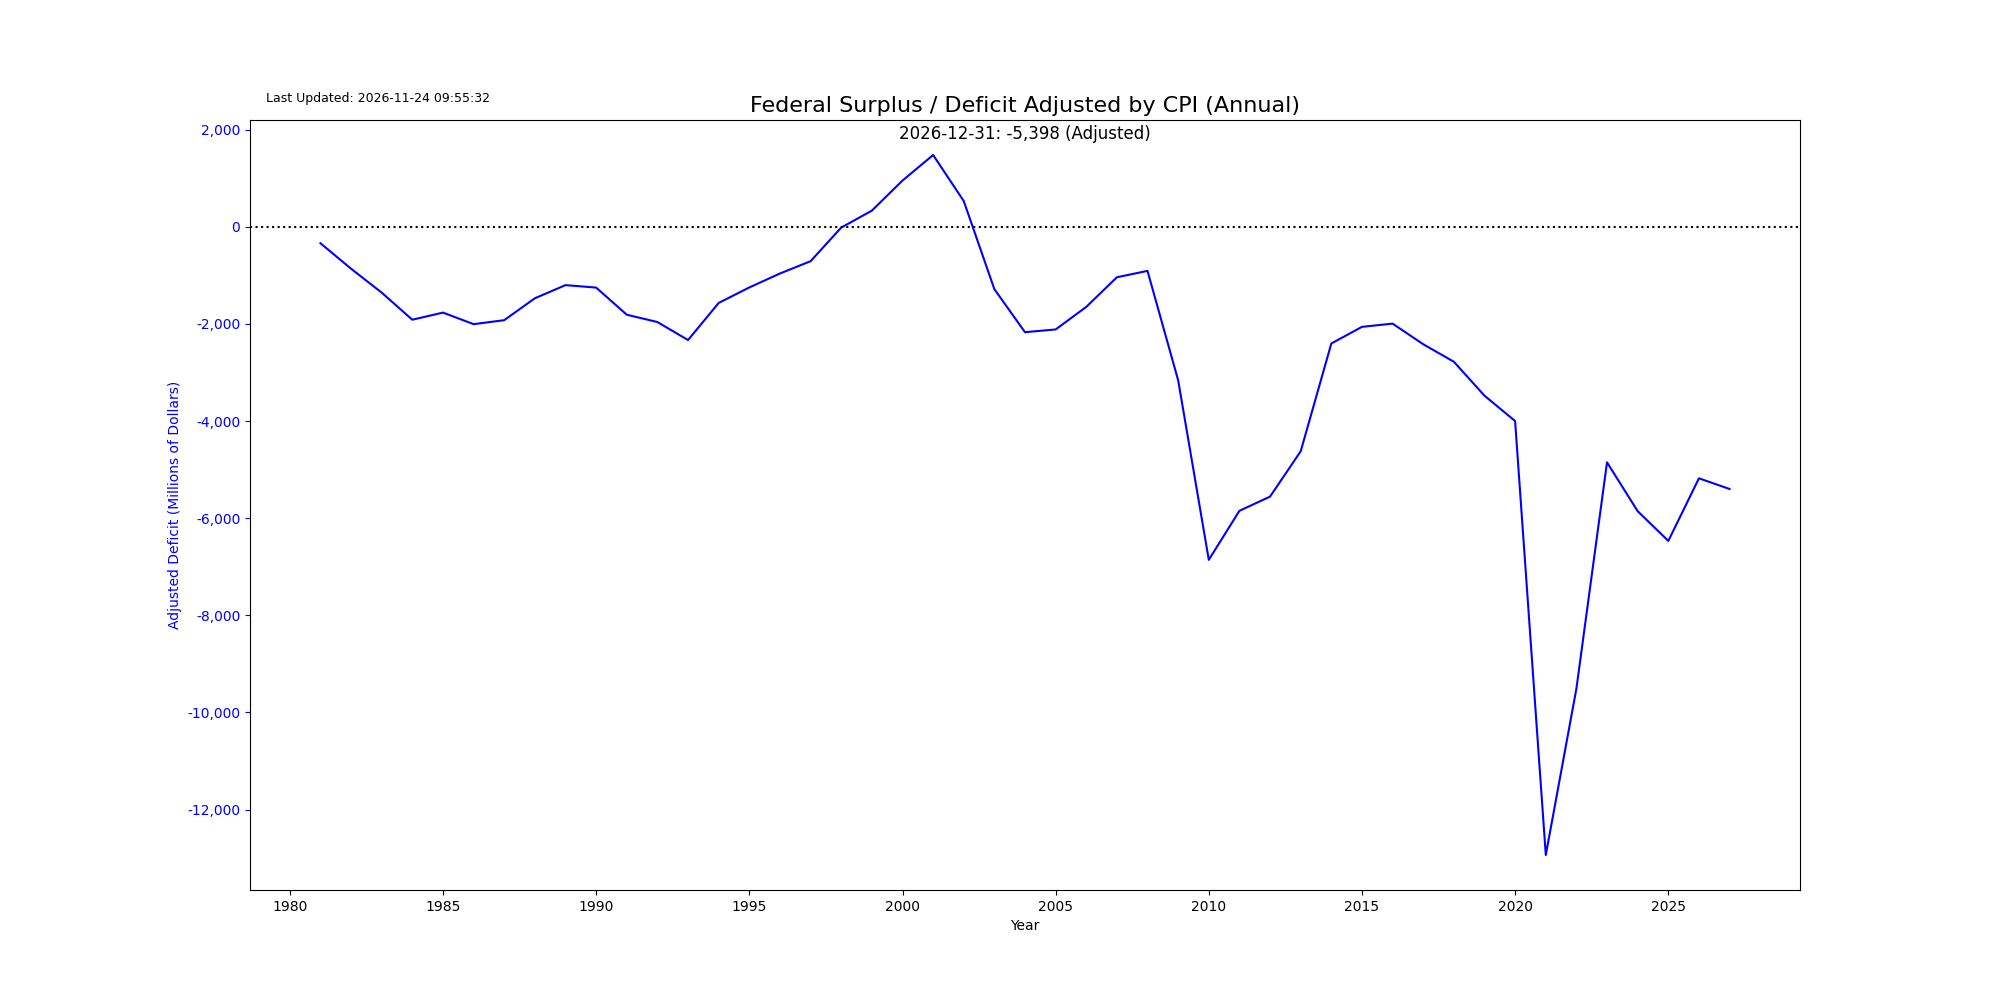 Last Updated: 2026-11-24 09:55:32
Federal Surplus / Deficit Adjusted by CPI (Annual)
2026-12-31: -5,398 (Adjusted)
Adjusted Deficit (Millions of Dollars)
2,000
0
-2,000
-4,000
-6,000
-8,000
-10,000
-12,000
1980 1985 1990 1995 2000 2005 2010 2015 2020 2025
Year